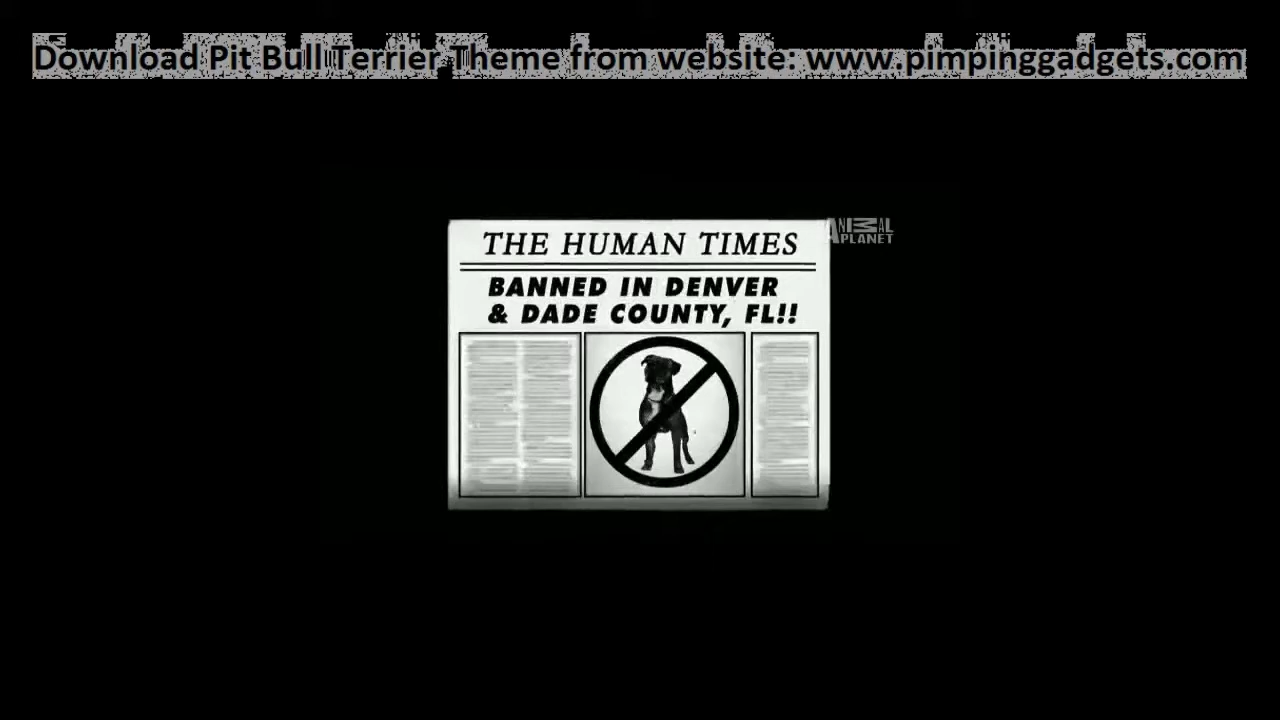 Download Pit Bull Terrier Theme from website: www.pimpinggadgets.com
THE HUMAN TIMES
ANIMAL
PLANET
BANNED IN DENVER
& DADE COUNTY, FL!!